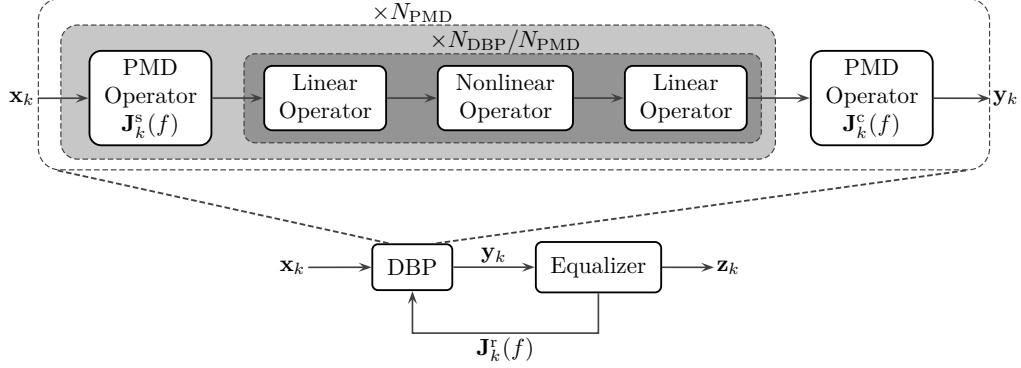 ×N_PMD
×N_DBP/N_PMD
x_k
PMD
Operator
J_k^s(f)
Linear
Operator
Nonlinear
Operator
Linear
Operator
PMD
Operator
J_k^c(f)
y_k
x_k
DBP
y_k
Equalizer
z_k
J_k^r(f)